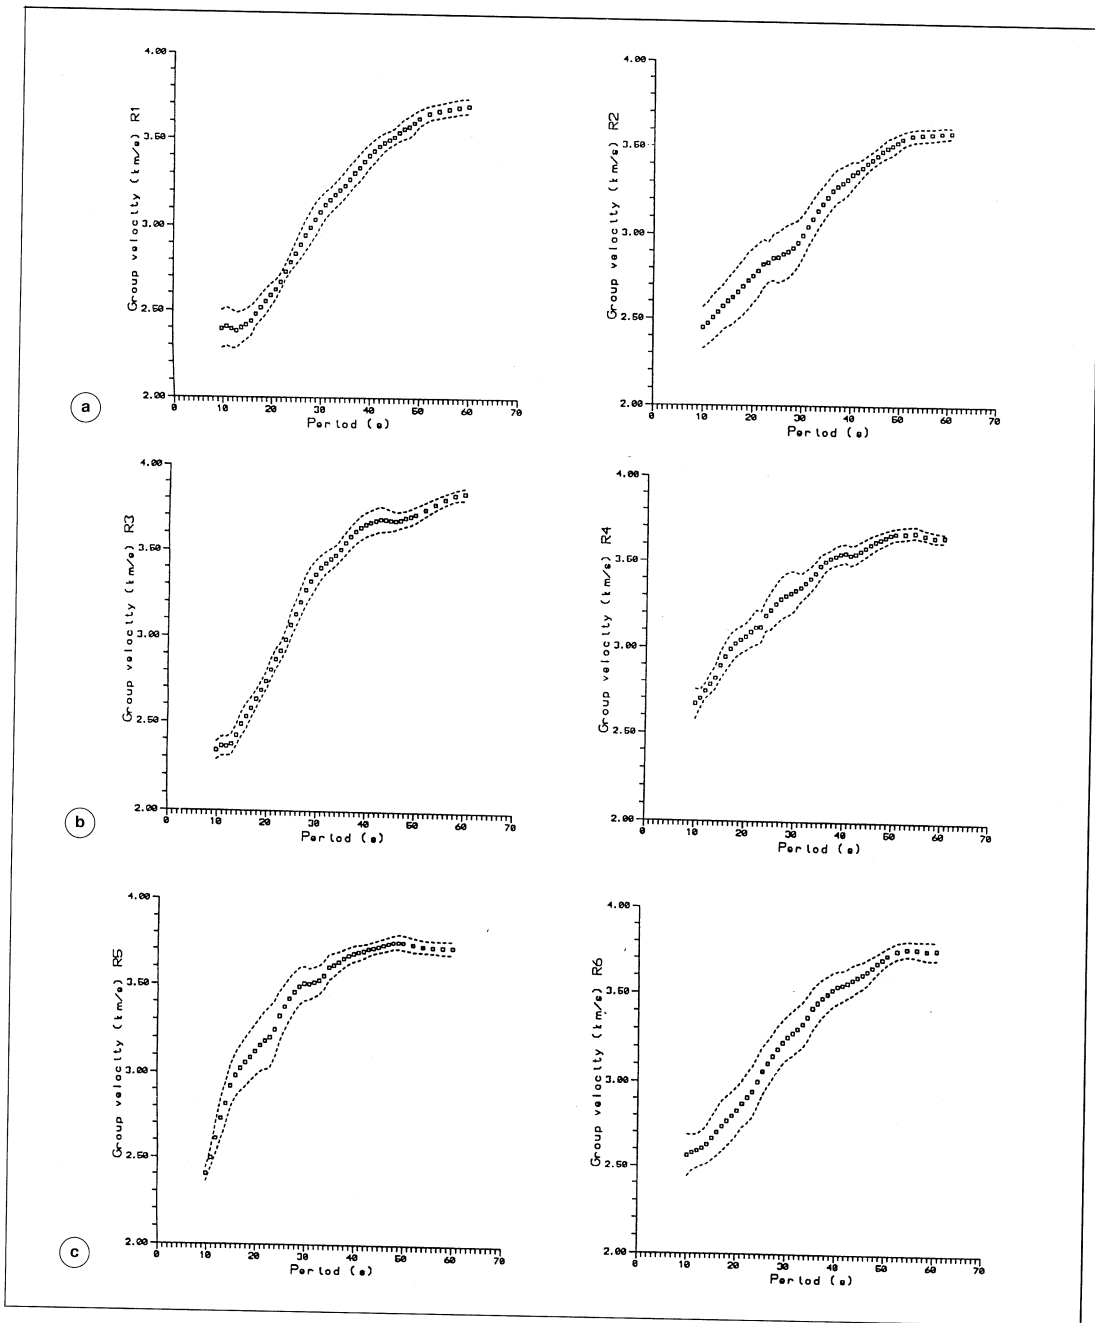 4.00
3.50
3.00
2.50
2.00
Group velocity (km/s) R1
0 10 20 30 40 50 60 70
Period (s)
4.00
3.50
3.00
2.50
2.00
Group velocity (km/s) R2
0 10 20 30 40 50 60 70
Period (s)
a
4.00
3.50
3.00
2.50
2.00
Group velocity (km/s) R3
0 10 20 30 40 50 60 70
Period (s)
4.00
3.50
3.00
2.50
2.00
Group velocity (km/s) R4
0 10 20 30 40 50 60 70
Period (s)
b
4.00
3.50
3.00
2.50
2.00
Group velocity (km/s) R5
0 10 20 30 40 50 60 70
Period (s)
4.00
3.50
3.00
2.50
2.00
Group velocity (km/s) R6
0 10 20 30 40 50 60 70
Period (s)
c